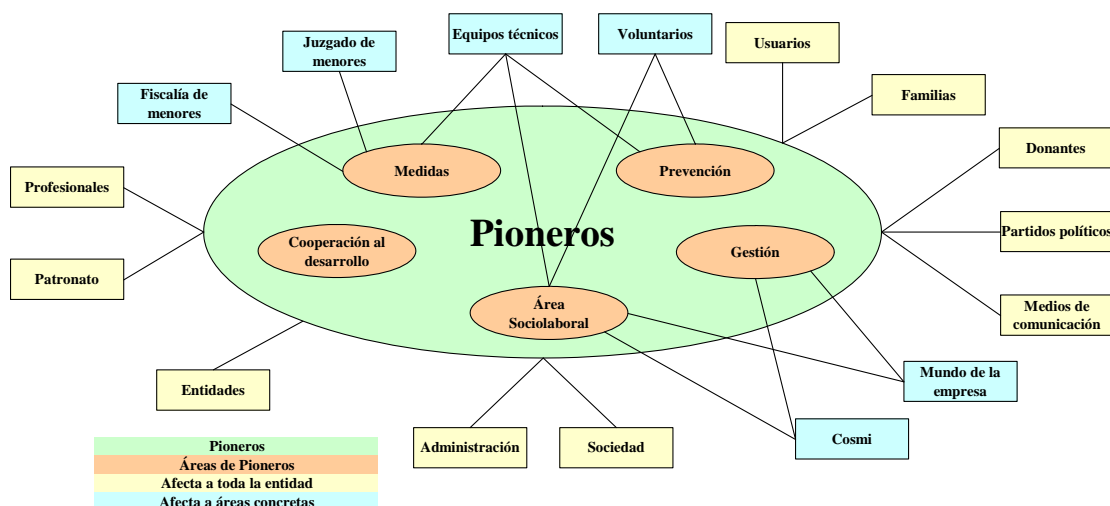 Equipos técnicos
Voluntarios
Juzgado de
menores
Usuarios
Fiscalía de
menores
Familias
Donantes
Medidas
Prevención
Profesionales
Pioneros
Partidos políticos
Cooperación al
desarrollo
Gestión
Patronato
Área
Sociolaboral
Medios de
comunicación
Entidades
Mundo de la
empresa
Administración
Sociedad
Cosmi
Pioneros
Áreas de Pioneros
Afecta a toda la entidad
Afecta a áreas concretas